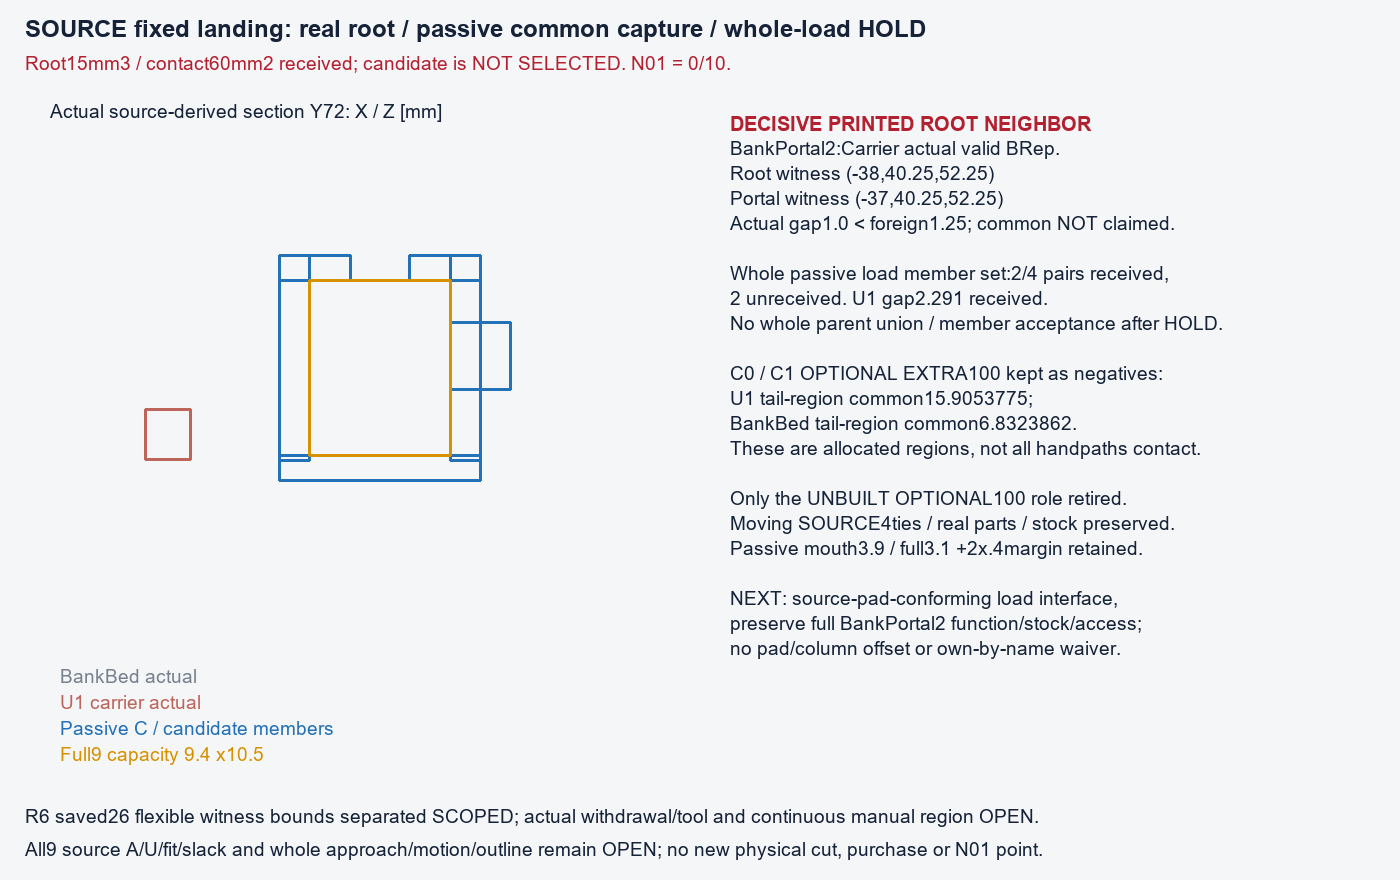 SOURCE fixed landing: real root / passive common capture / whole-load HOLD
Root15mm3 / contact60mm2 received; candidate is NOT SELECTED. N01 = 0/10.
Actual source-derived section Y72: X / Z [mm]
DECISIVE PRINTED ROOT NEIGHBOR
BankPortal2:Carrier actual valid BRep.
Root witness (-38,40.25,52.25)
Portal witness (-37,40.25,52.25)
Actual gap1.0 < foreign1.25; common NOT claimed.
Whole passive load member set:2/4 pairs received,
2 unreceived. U1 gap2.291 received.
No whole parent union / member acceptance after HOLD.
C0 / C1 OPTIONAL EXTRA100 kept as negatives:
U1 tail-region common15.9053775;
BankBed tail-region common6.8323862.
These are allocated regions, not all handpaths contact.
Only the UNBUILT OPTIONAL100 role retired.
Moving SOURCE4ties / real parts / stock preserved.
Passive mouth3.9 / full3.1 +2x.4margin retained.
NEXT: source-pad-conforming load interface,
preserve full BankPortal2 function/stock/access;
no pad/column offset or own-by-name waiver.
BankBed actual
U1 carrier actual
Passive C / candidate members
Full9 capacity 9.4 x10.5
R6 saved26 flexible witness bounds separated SCOPED; actual withdrawal/tool and continuous manual region OPEN.
All9 source A/U/fit/slack and whole approach/motion/outline remain OPEN; no new physical cut, purchase or N01 point.